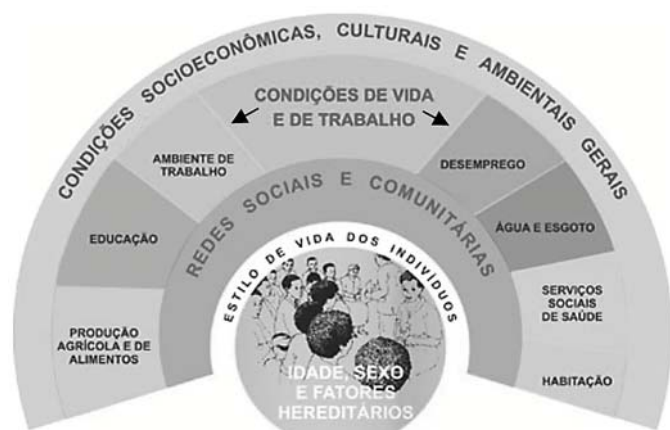 CONDIÇÕES SOCIOECONÔMICAS, CULTURAIS E AMBIENTAIS GERAIS
CONDIÇÕES DE VIDA
E DE TRABALHO
AMBIENTE DE
TRABALHO
DESEMPREGO
REDES SOCIAIS E COMUNITÁRIAS
EDUCAÇÃO
ÁGUA E ESGOTO
ESTILO DE VIDA DOS INDIVÍDUOS
PRODUÇÃO
AGRÍCOLA E DE
ALIMENTOS
SERVIÇOS
SOCIAIS
DE SAÚDE
HABITAÇÃO
IDADE, SEXO
E FATORES
HEREDITÁRIOS